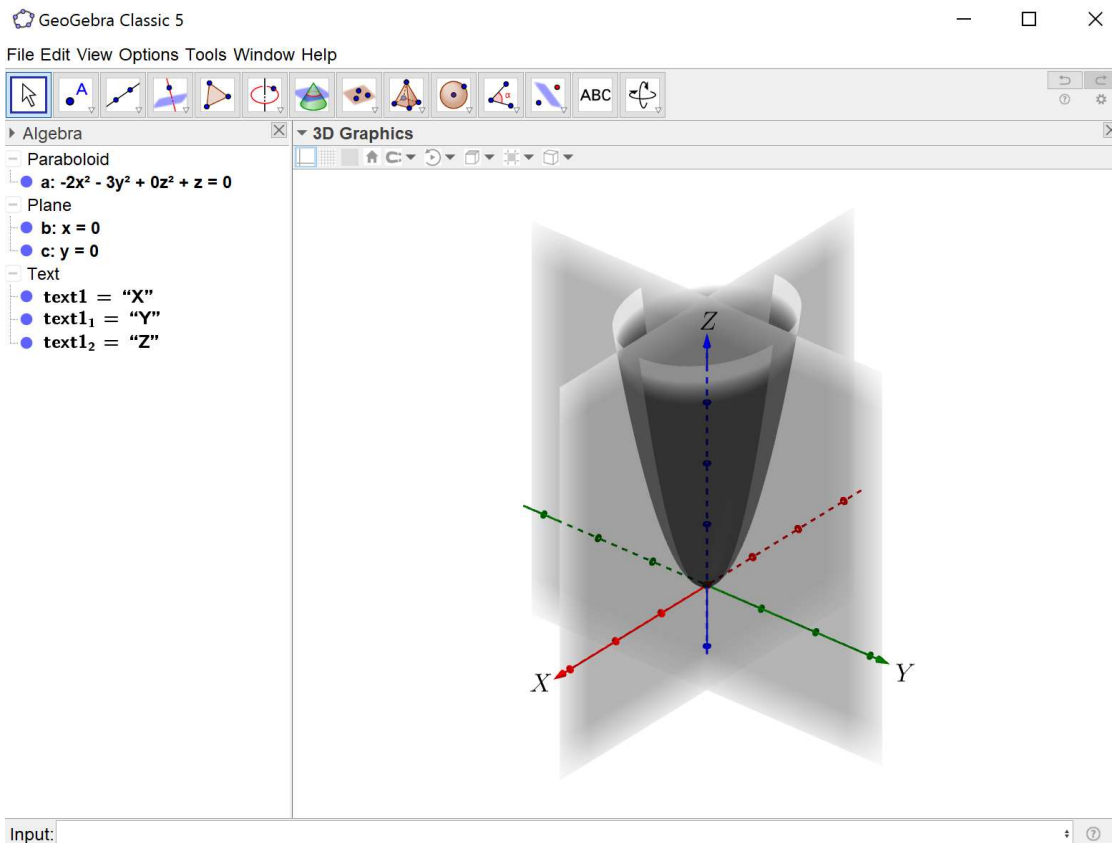 GeoGebra Classic 5
File Edit View Options Tools Window Help
A
α
ABC
Algebra
3D Graphics
Paraboloid
a: -2x² - 3y² + 0z² + z = 0
Plane
b: x = 0
c: y = 0
Text
text1 = “X”
text1₁ = “Y”
text1₂ = “Z”
Z
X
Y
Input: